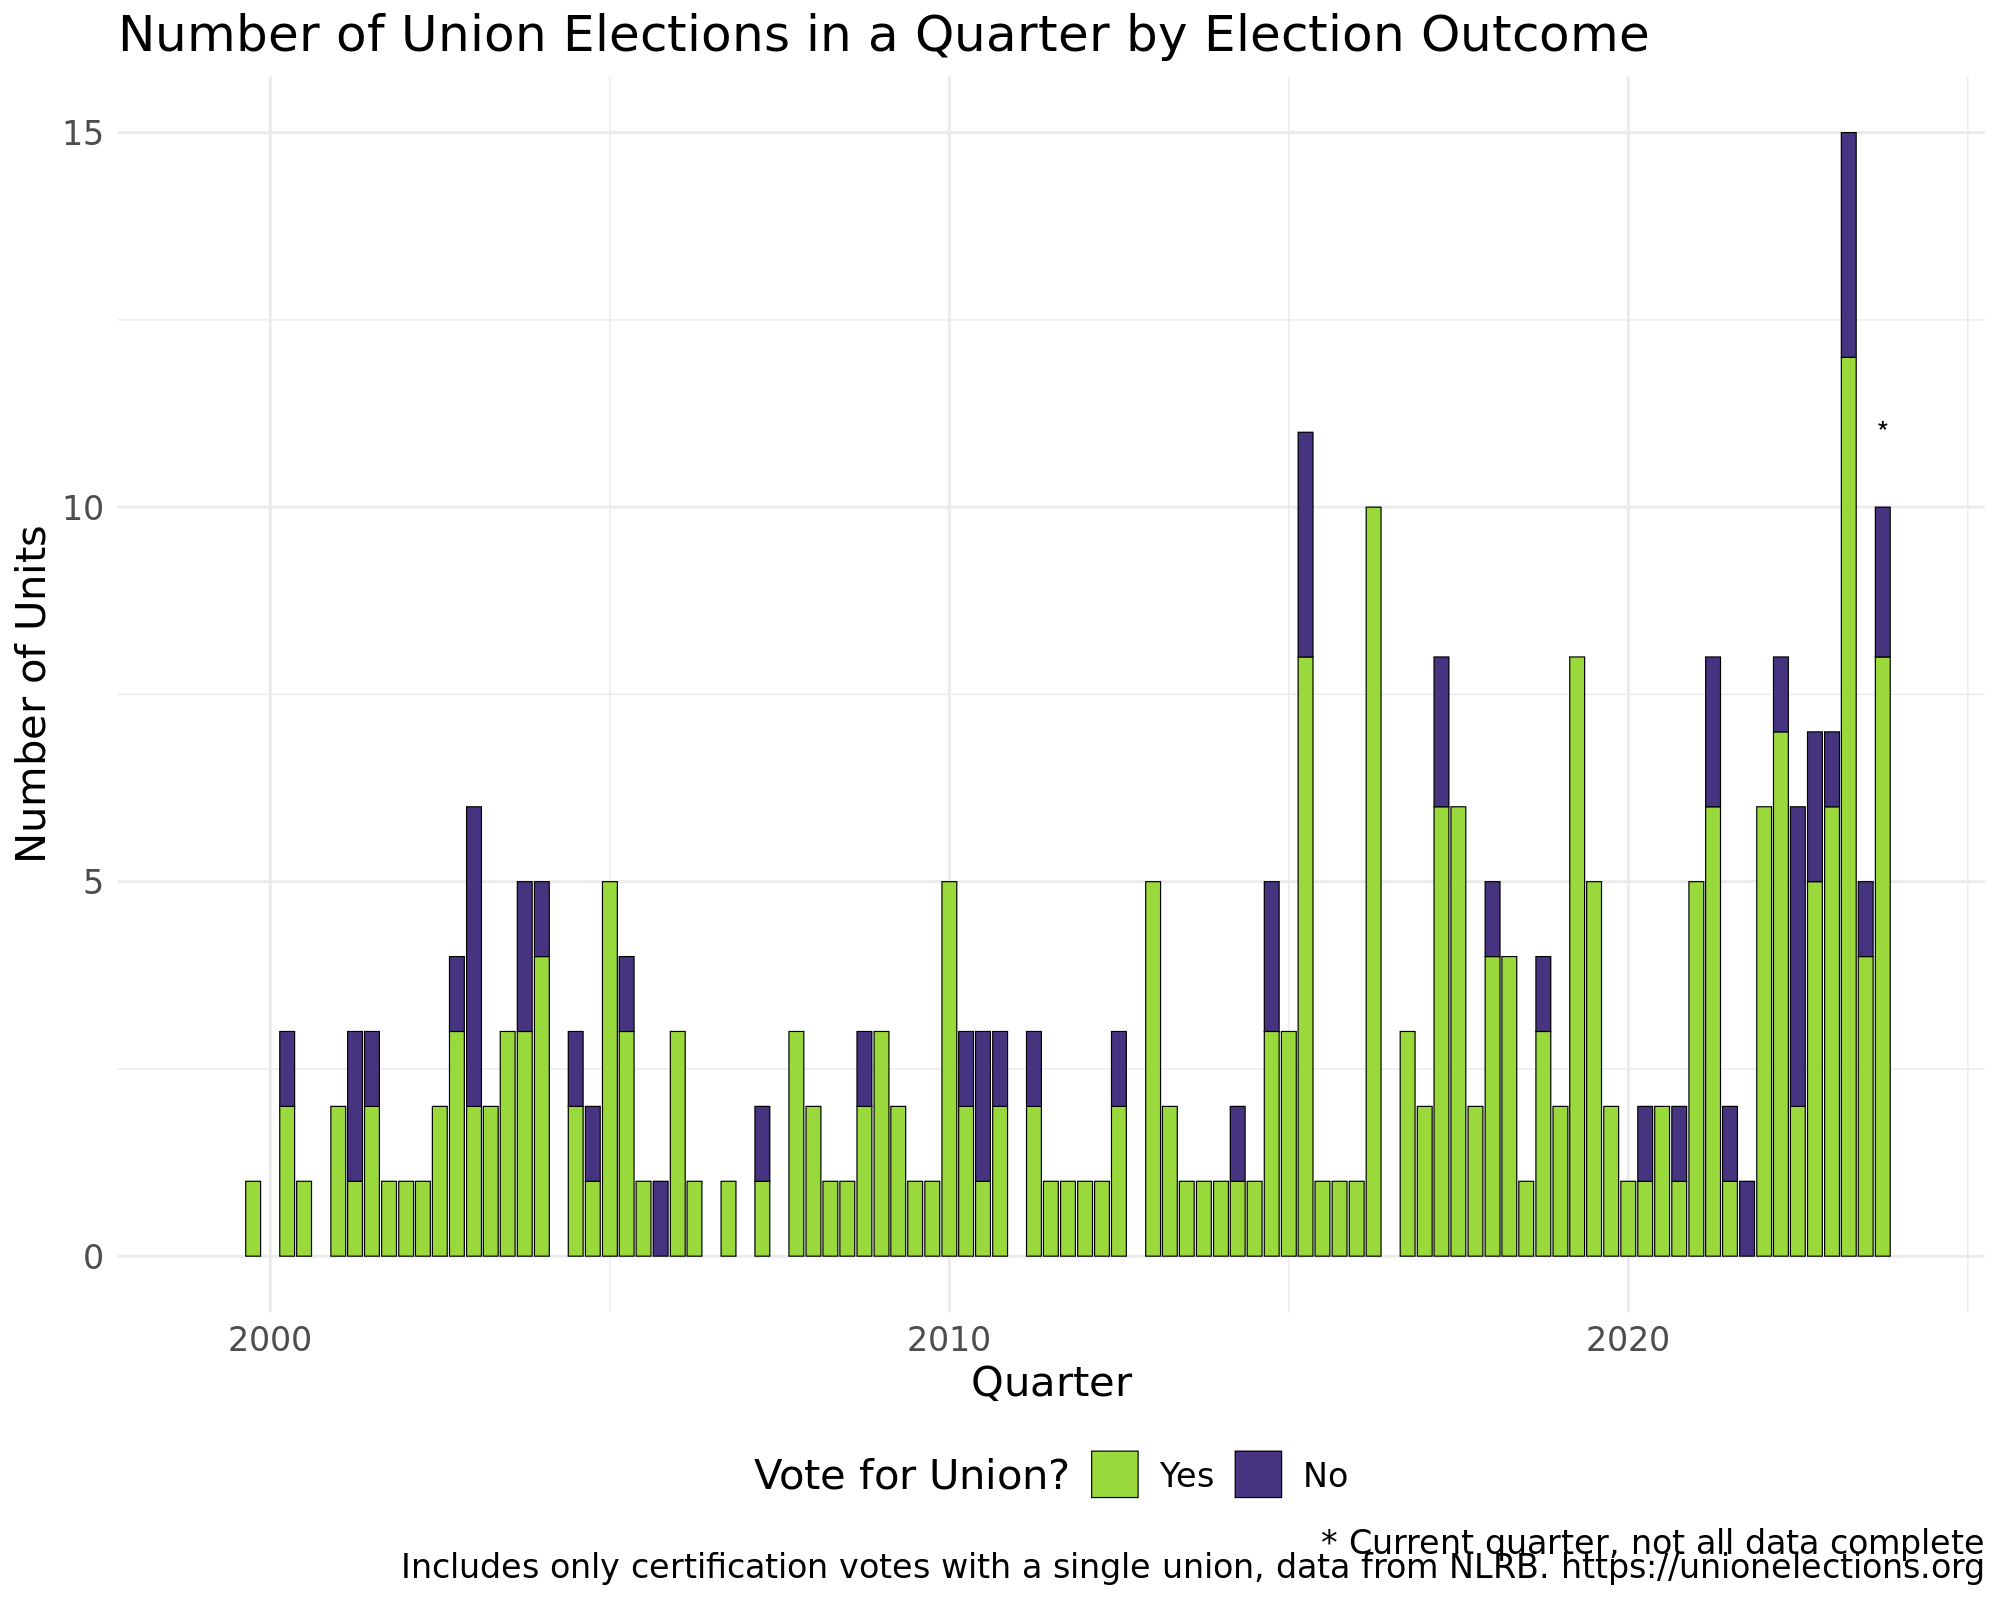 Number of Union Elections in a Quarter by Election Outcome
15
10
5
0
Number of Units
*
2000 2010 2020
Quarter
Vote for Union? Yes No
* Current quarter, not all data complete
Includes only certification votes with a single union, data from NLRB. https://unionelections.org